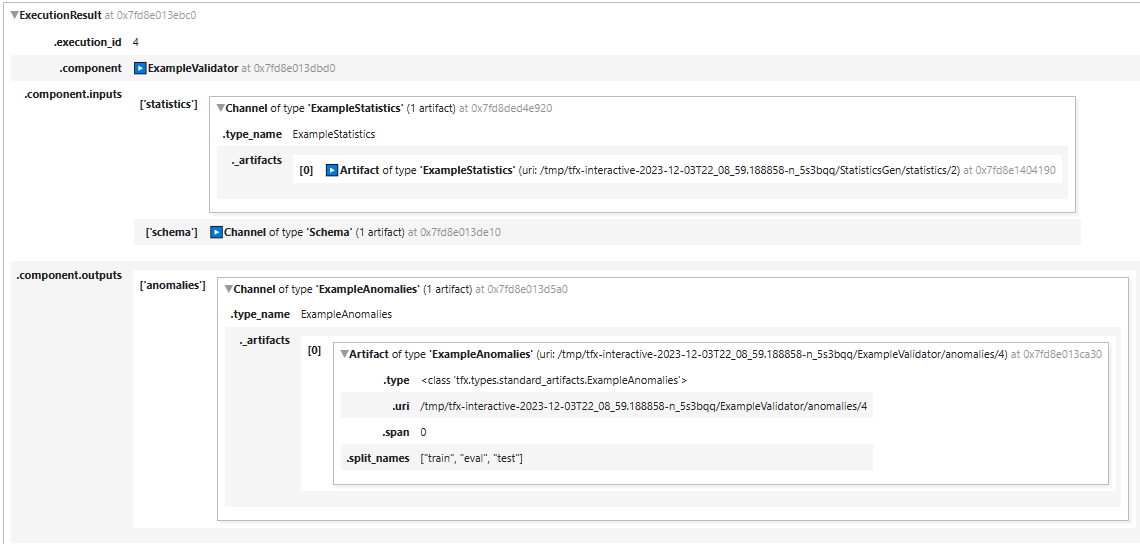 ExecutionResult at 0x7fd8e013ebc0
.execution_id 4
.component ExampleValidator at 0x7fd8e013dbd0
.component.inputs
['statistics'] Channel of type 'ExampleStatistics' (1 artifact) at 0x7fd8ded4e920
.type_name ExampleStatistics
._artifacts
[0] Artifact of type 'ExampleStatistics' (uri: /tmp/tfx-interactive-2023-12-03T22_08_59.188858-n_5s3bqq/StatisticsGen/statistics/2) at 0x7fd8e1404190
['schema'] Channel of type 'Schema' (1 artifact) at 0x7fd8e013de10
.component.outputs
['anomalies'] Channel of type 'ExampleAnomalies' (1 artifact) at 0x7fd8e013d5a0
.type_name ExampleAnomalies
._artifacts
[0] Artifact of type 'ExampleAnomalies' (uri: /tmp/tfx-interactive-2023-12-03T22_08_59.188858-n_5s3bqq/ExampleValidator/anomalies/4) at 0x7fd8e013ca30
.type <class 'tfx.types.standard_artifacts.ExampleAnomalies'>
.uri /tmp/tfx-interactive-2023-12-03T22_08_59.188858-n_5s3bqq/ExampleValidator/anomalies/4
.span 0
.split_names ["train", "eval", "test"]